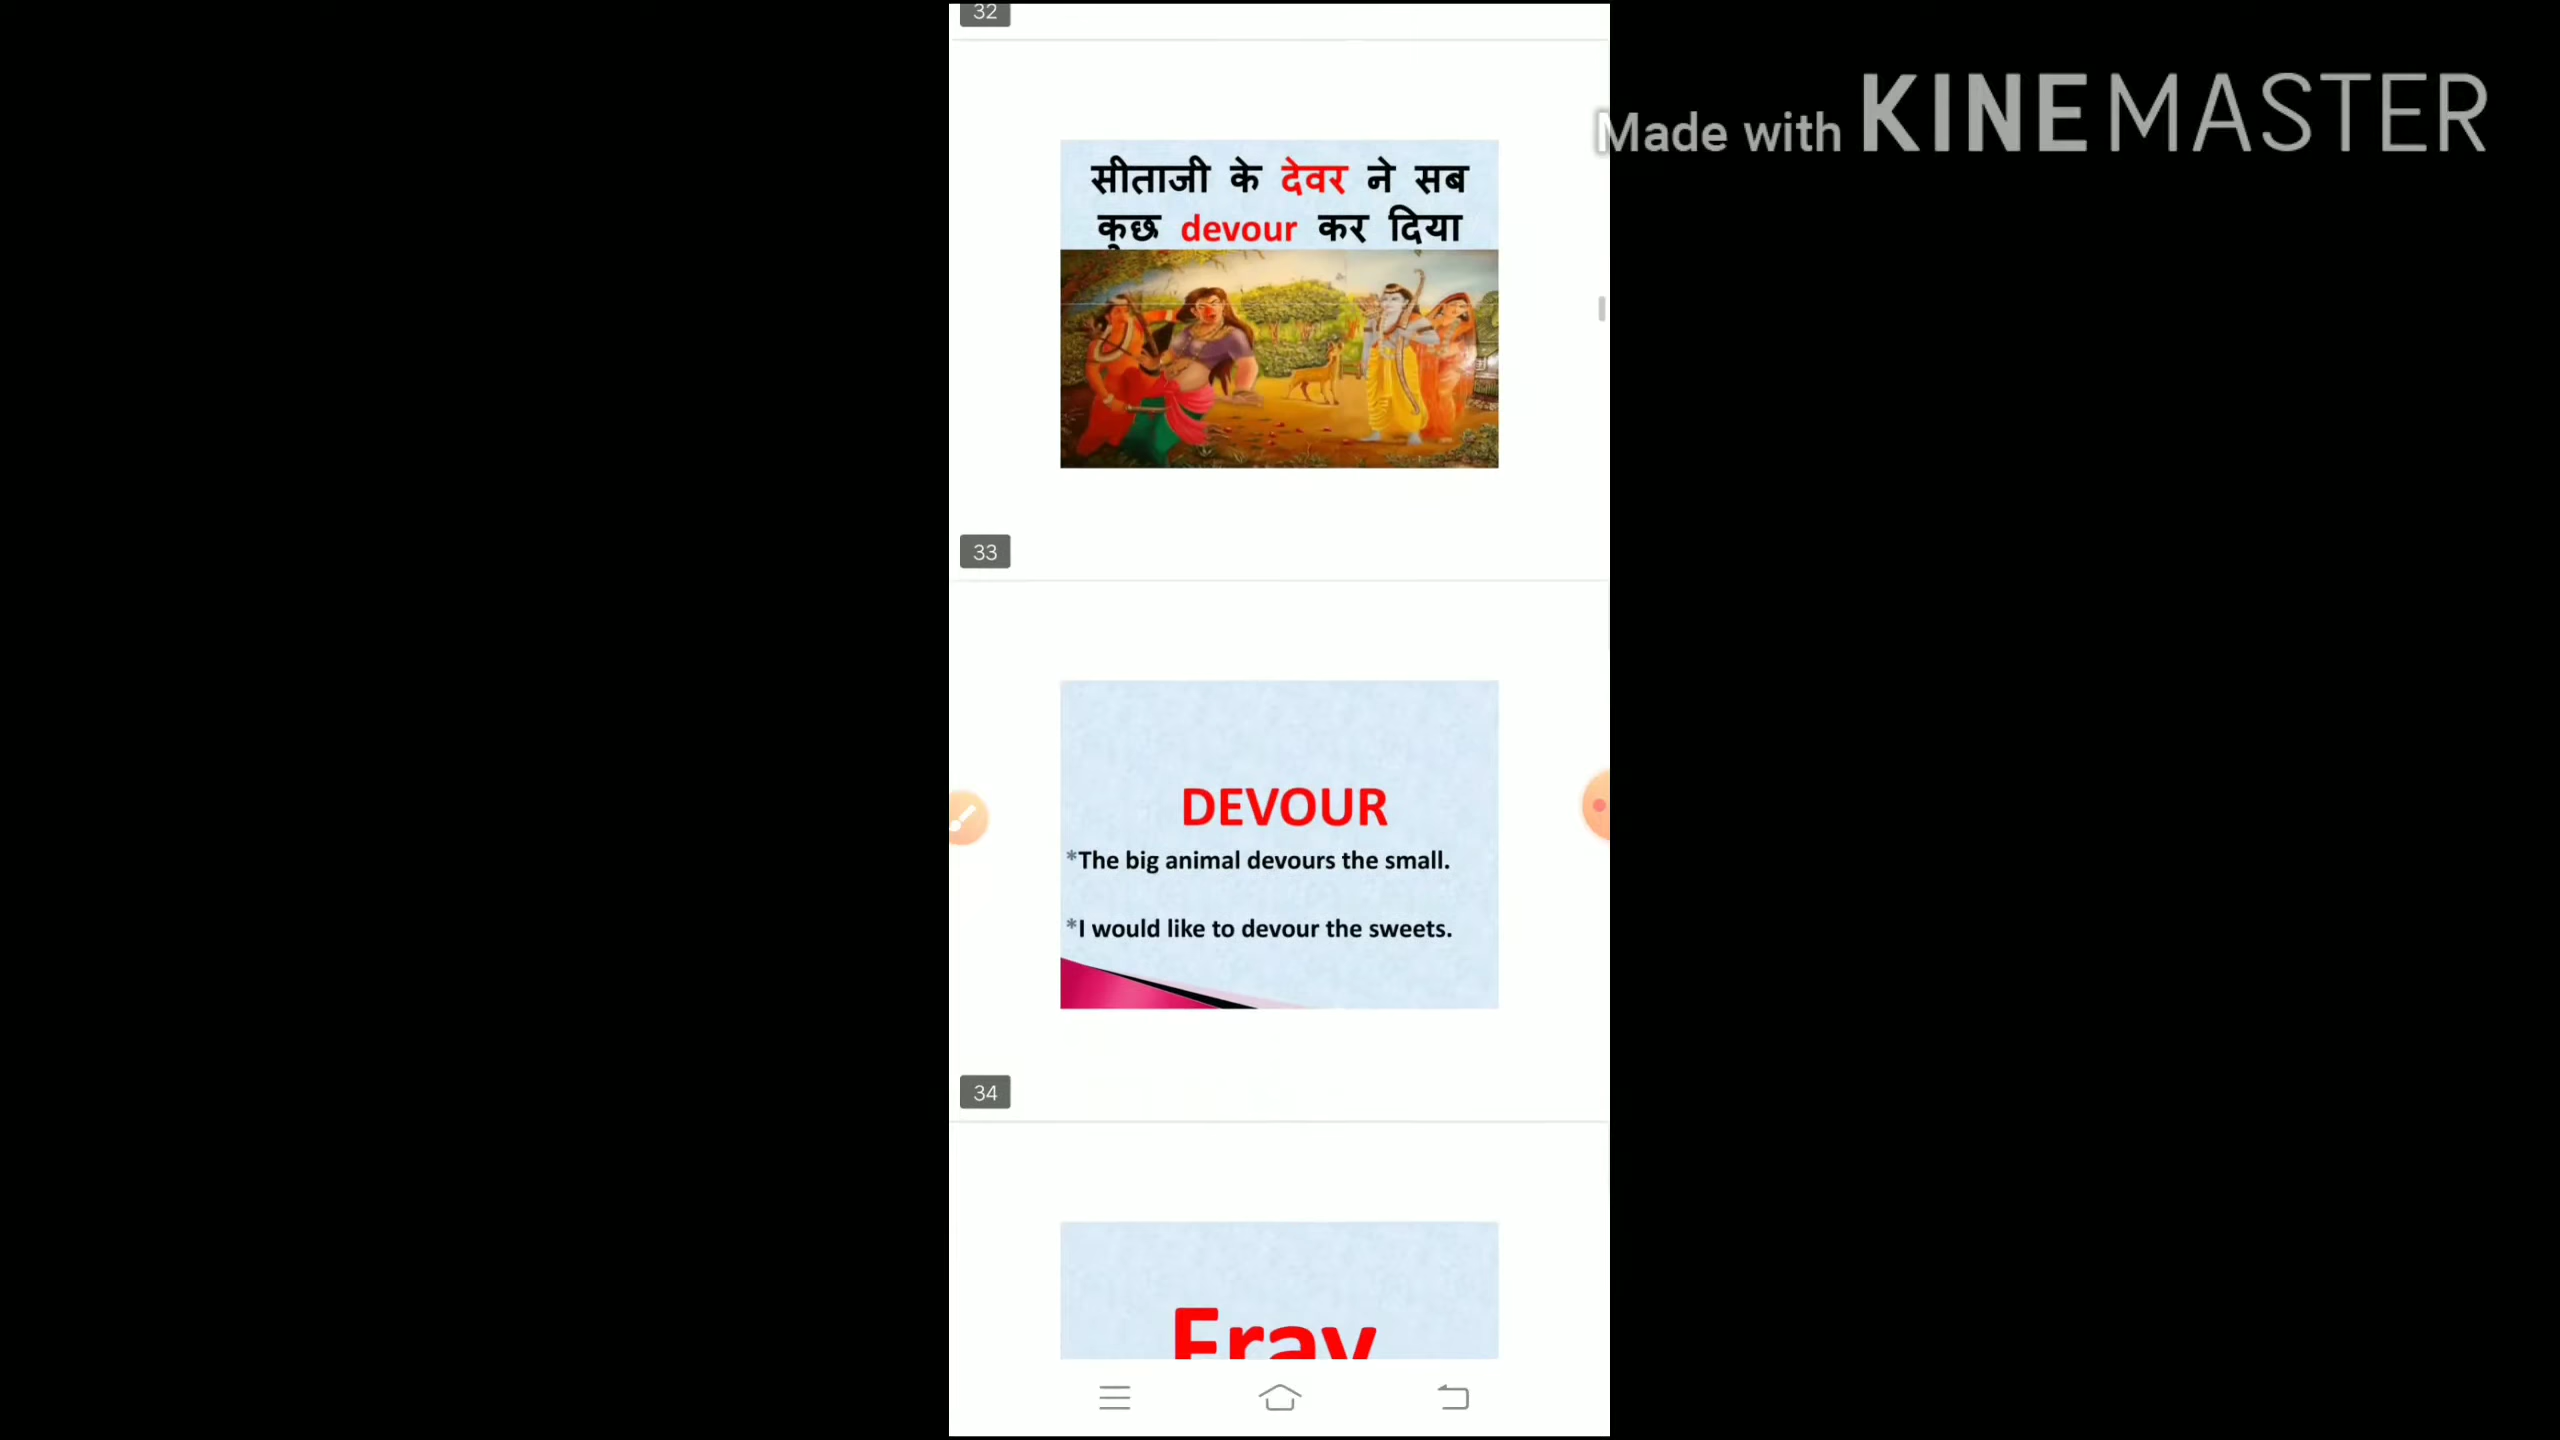 32
Made with KINEMASTER
सीताजी के देवर ने सब
कुछ devour कर दिया
33
DEVOUR
*The big animal devours the small.
*I would like to devour the sweets.
34
Fray